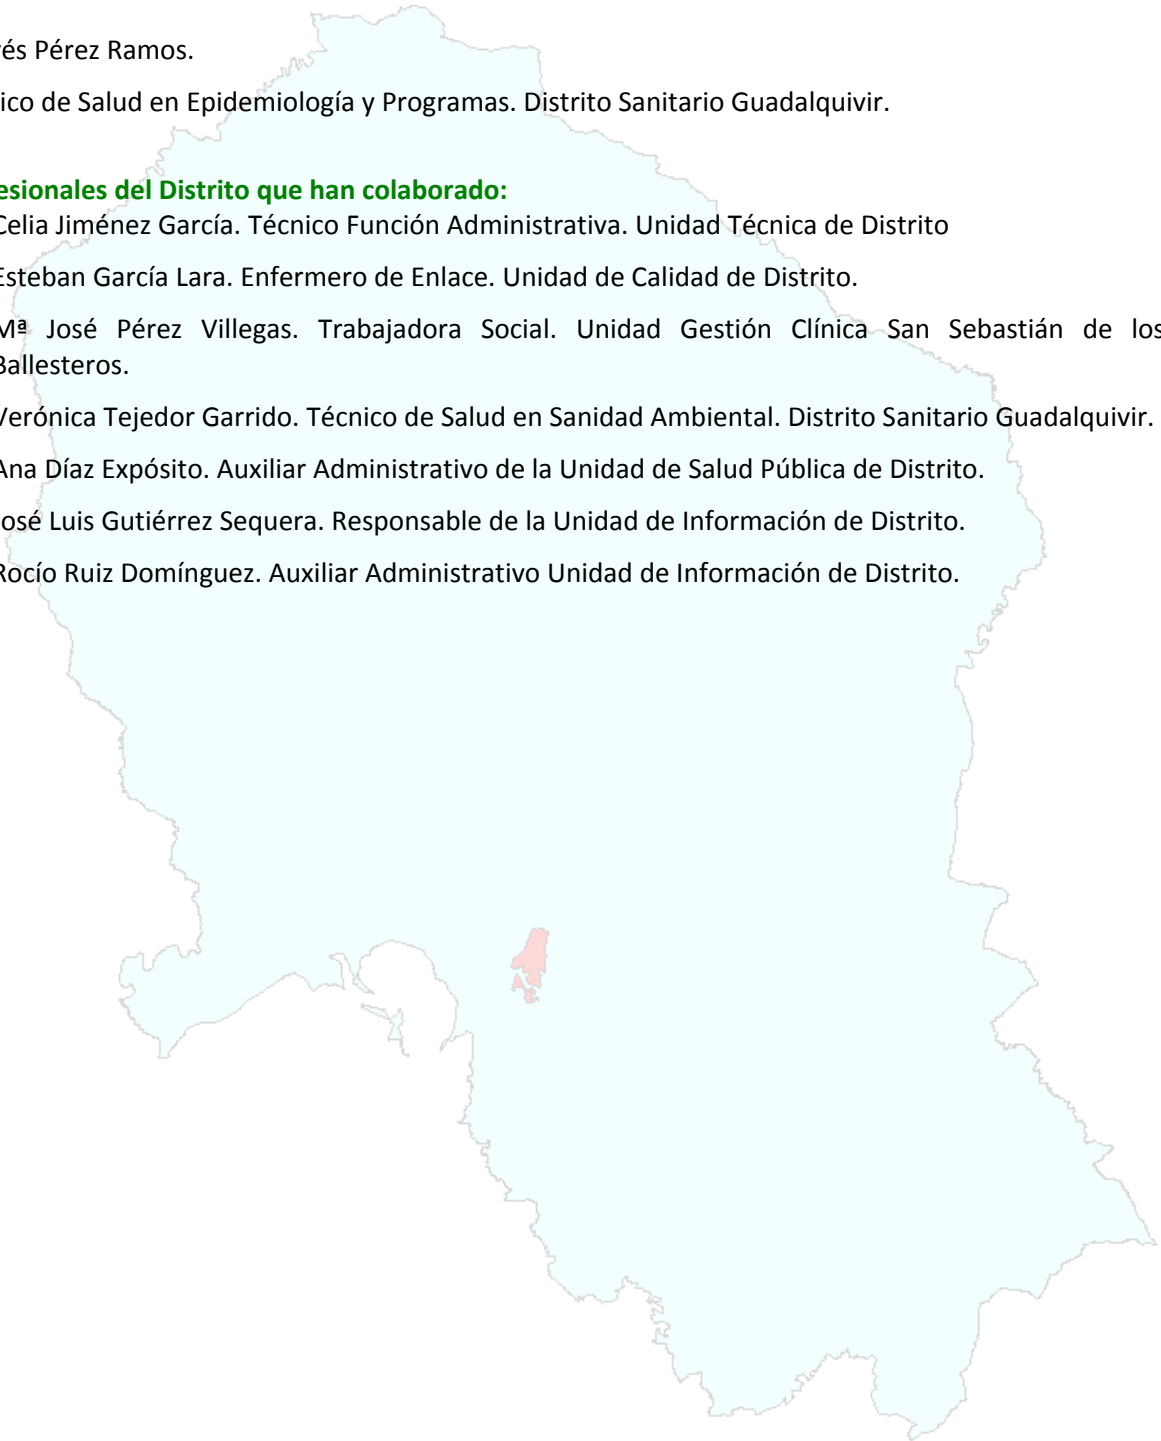 rés Pérez Ramos.
ico de Salud en Epidemiología y Programas. Distrito Sanitario Guadalquivir.
esionales del Distrito que han colaborado:
Celia Jiménez García. Técnico Función Administrativa. Unidad Técnica de Distrito
Esteban García Lara. Enfermero de Enlace. Unidad de Calidad de Distrito.
Mª José Pérez Villegas. Trabajadora Social. Unidad Gestión Clínica San Sebastián de los
Ballesteros.
Verónica Tejedor Garrido. Técnico de Salud en Sanidad Ambiental. Distrito Sanitario Guadalquivir.
Ana Díaz Expósito. Auxiliar Administrativo de la Unidad de Salud Pública de Distrito.
José Luis Gutiérrez Sequera. Responsable de la Unidad de Información de Distrito.
Rocío Ruiz Domínguez. Auxiliar Administrativo Unidad de Información de Distrito.